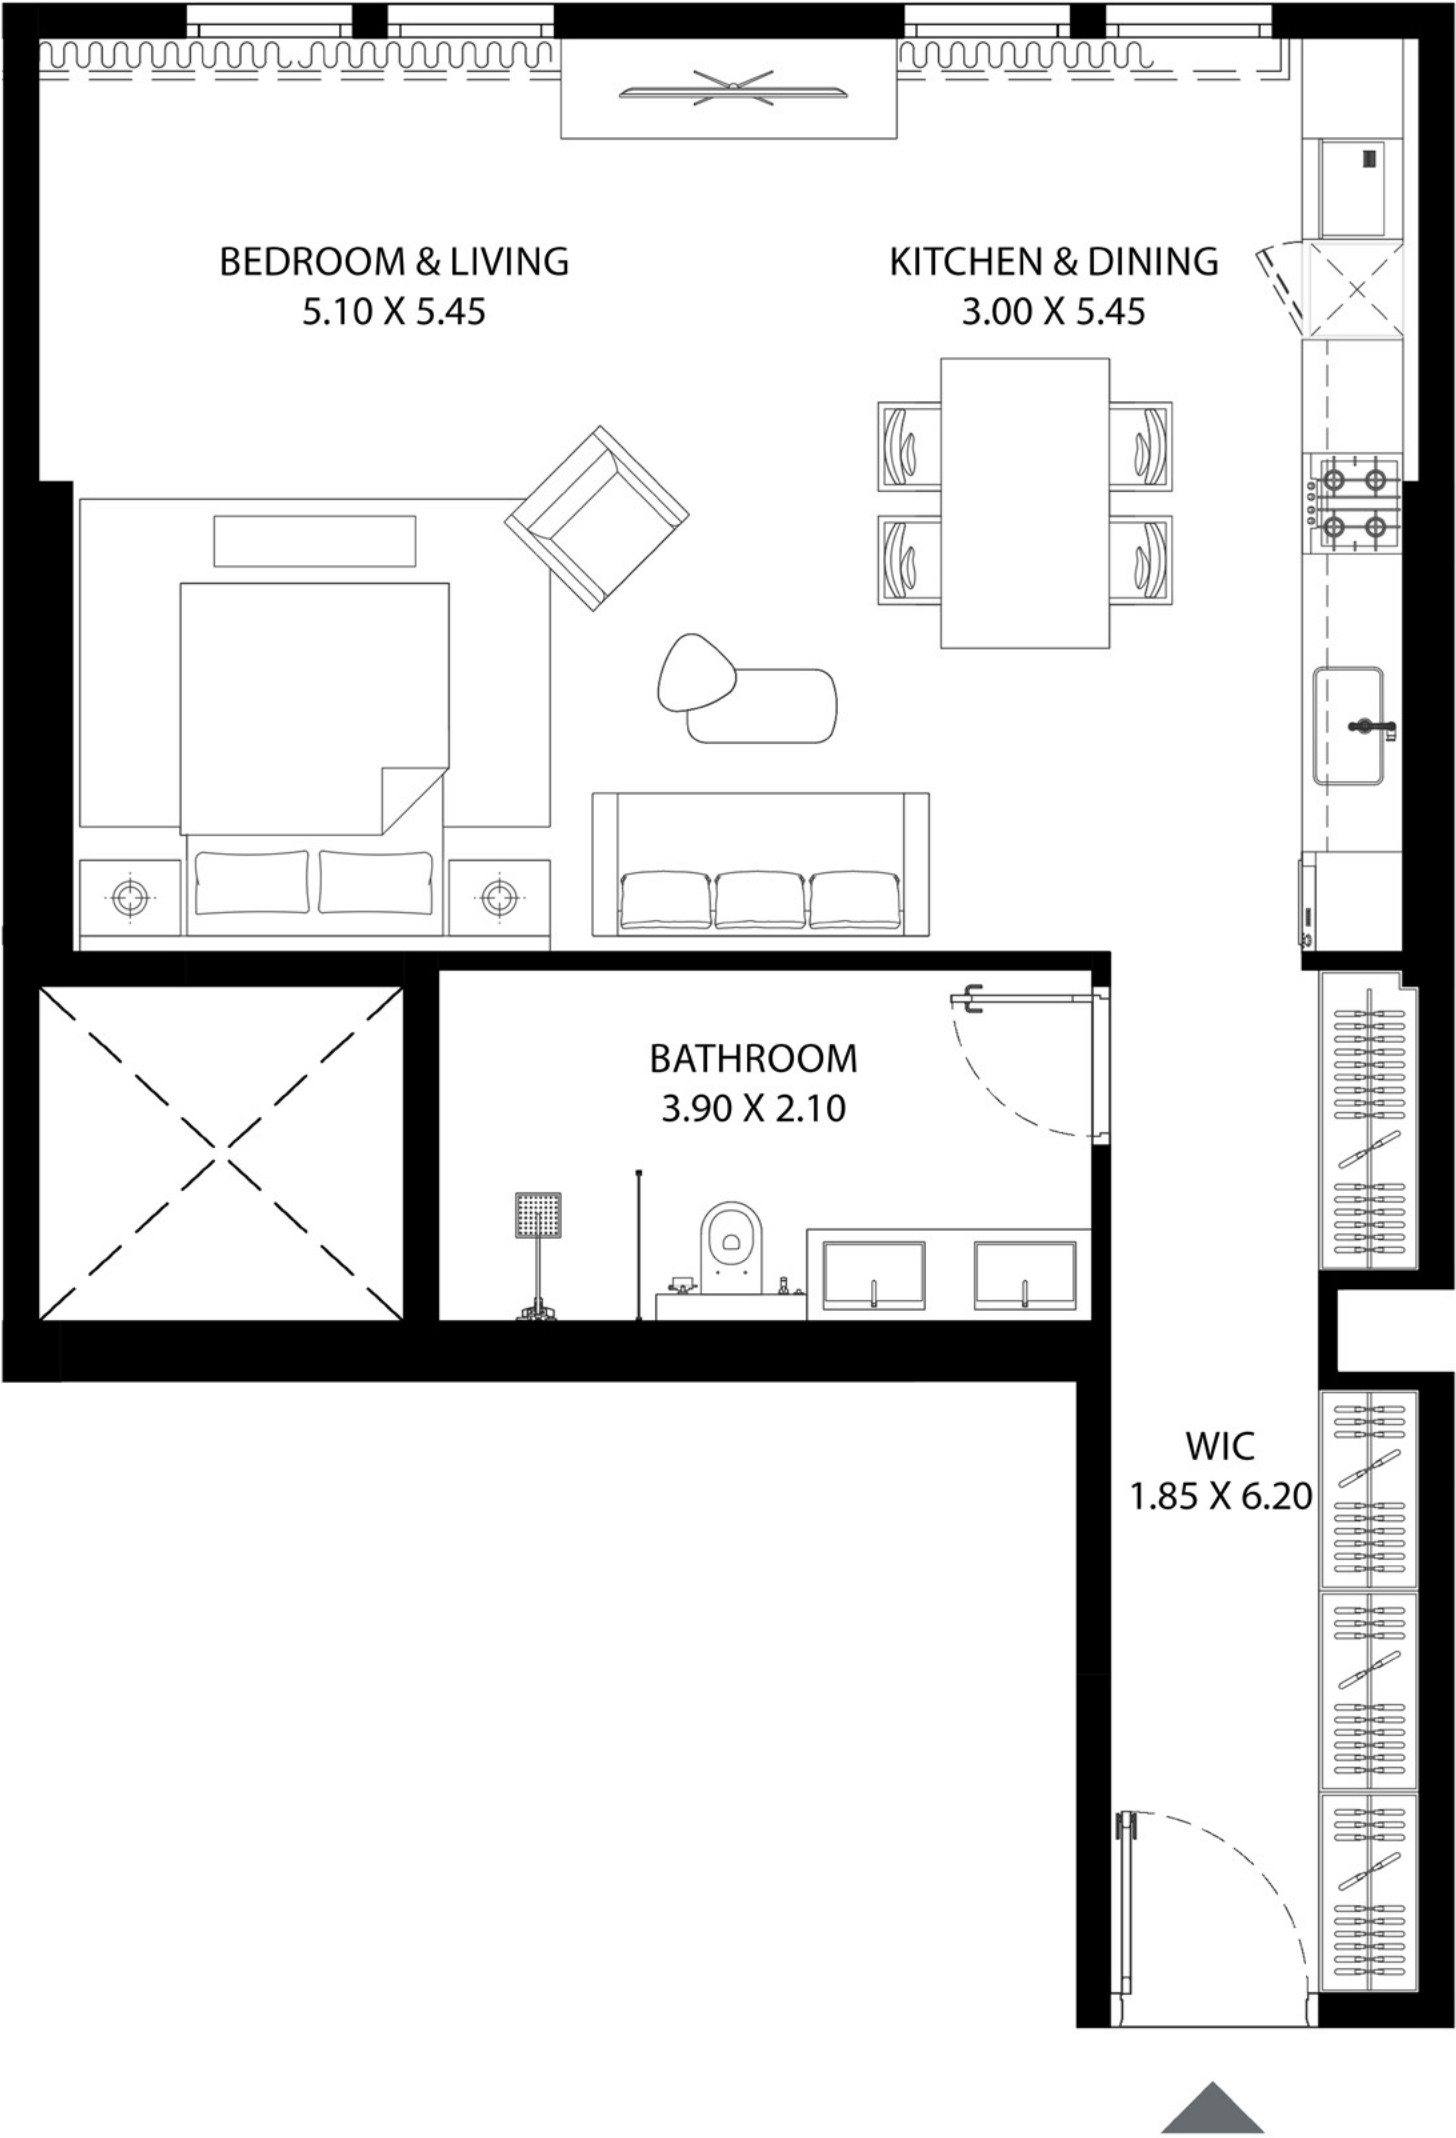 BEDROOM & LIVING
5.10 X 5.45
KITCHEN & DINING
3.00 X 5.45
BATHROOM
3.90 X 2.10
WIC
1.85 X 6.20